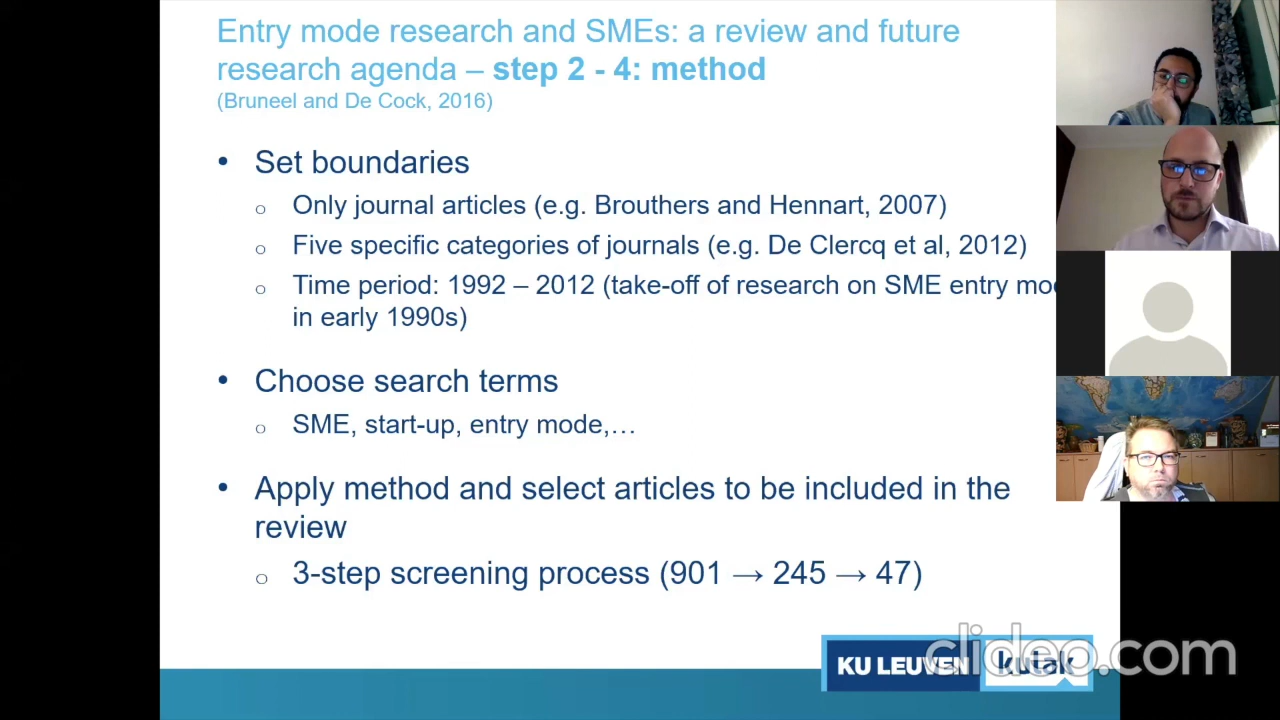 Entry mode research and SMEs: a review and future
research agenda – step 2 - 4: method
(Bruneel and De Cock, 2016)
• Set boundaries
o Only journal articles (e.g. Brouthers and Hennart, 2007)
o Five specific categories of journals (e.g. De Clercq et al, 2012)
o Time period: 1992 – 2012 (take-off of research on SME entry
in early 1990s)
• Choose search terms
o SME, start-up, entry mode,…
• Apply method and select articles to be included in the
review
o 3-step screening process (901 → 245 → 47)
KU LEUVEN kulak
clideo.com